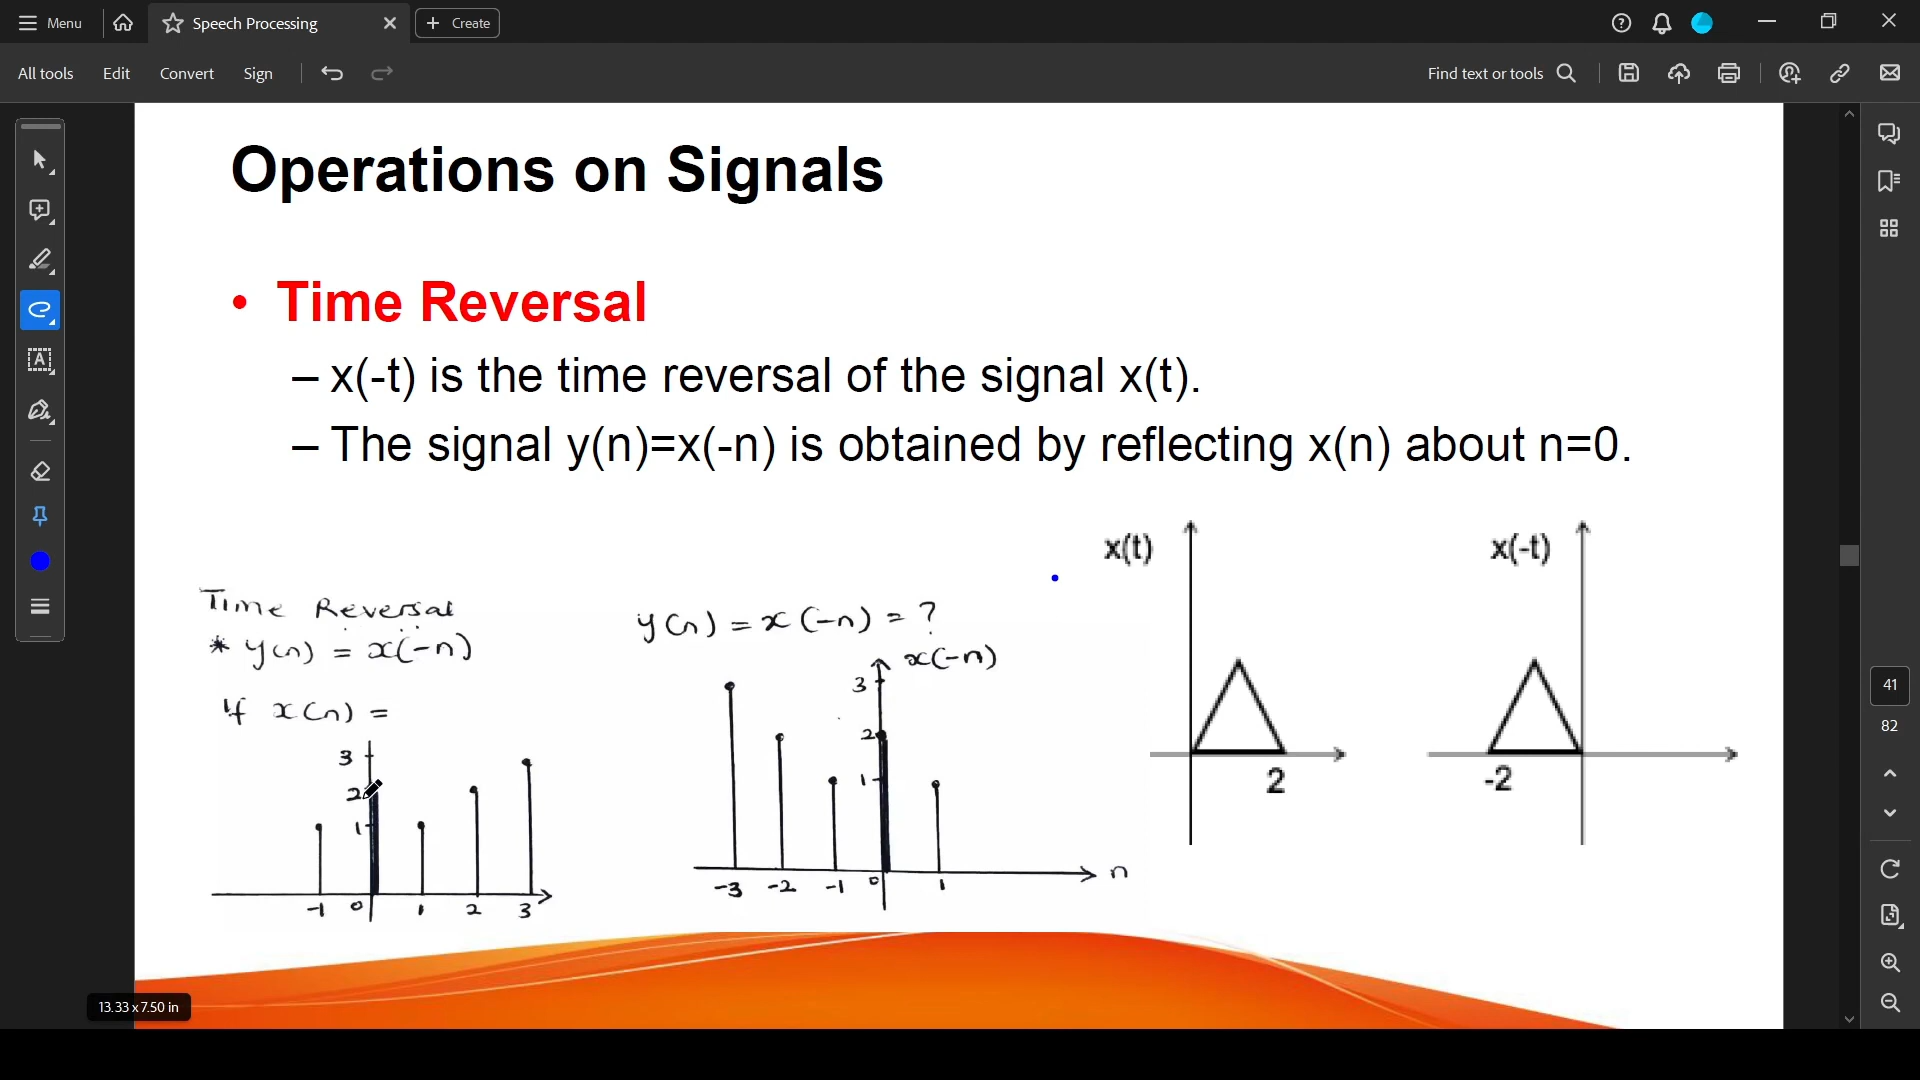 Menu
Speech Processing
Create
All tools Edit Convert Sign
Find text or tools
Operations on Signals
• Time Reversal
– x(-t) is the time reversal of the signal x(t).
– The signal y(n)=x(-n) is obtained by reflecting x(n) about n=0.
Time Reversal
* y(n) = x(-n)
If x(n) =
3
2
1
-1 0 1 2 3
y(n) = x(-n) = ?
x(-n)
3
2
1
-3 -2 -1 0 1
n
x(t)
2
x(-t)
-2
41
82
13.33 x 7.50 in